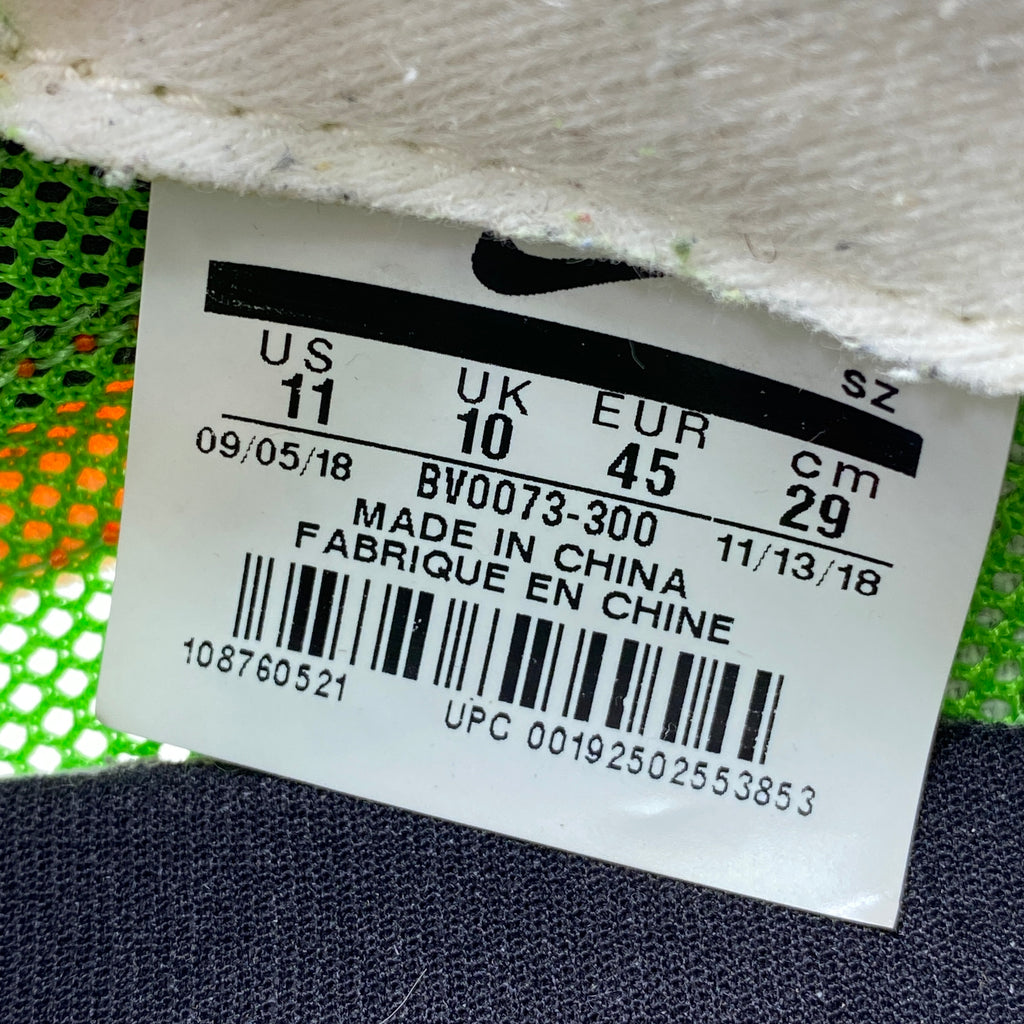 SZ
US UK EUR cm
11 10 45 29
09/05/18 BV0073-300 11/13/18
MADE IN CHINA
FABRIQUE EN CHINE
108760521
UPC 00192502553853